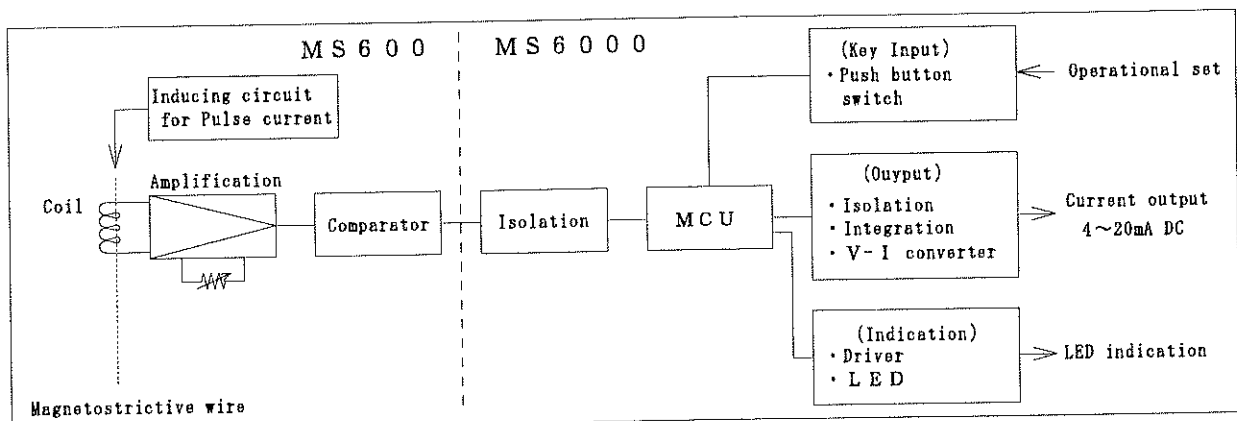 MS600
MS6000
Inducing circuit
for Pulse current
Amplification
Coil
Comparator
Magnetostrictive wire
Isolation
MCU
(Key Input)
・Push button
switch
Operational set
(Ouyput)
・Isolation
・Integration
・V-I converter
Current output
4～20mA DC
(Indication)
・Driver
・LED
LED indication